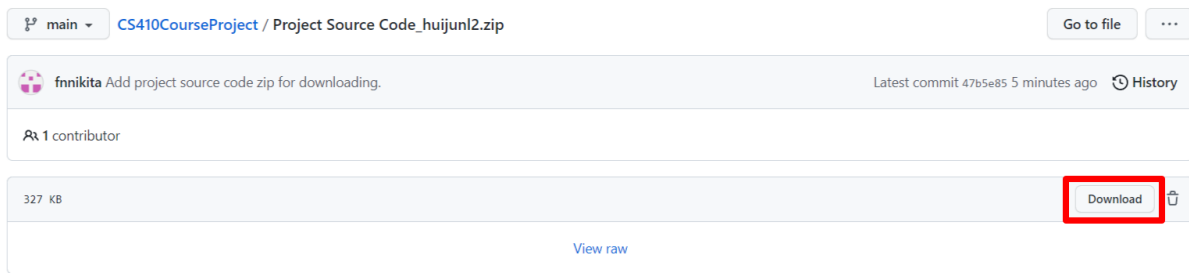 main CS410CourseProject / Project Source Code_huijunl2.zip Go to file ...
fnnikita Add project source code zip for downloading. Latest commit 47b5e85 5 minutes ago History
1 contributor
327 KB Download
View raw